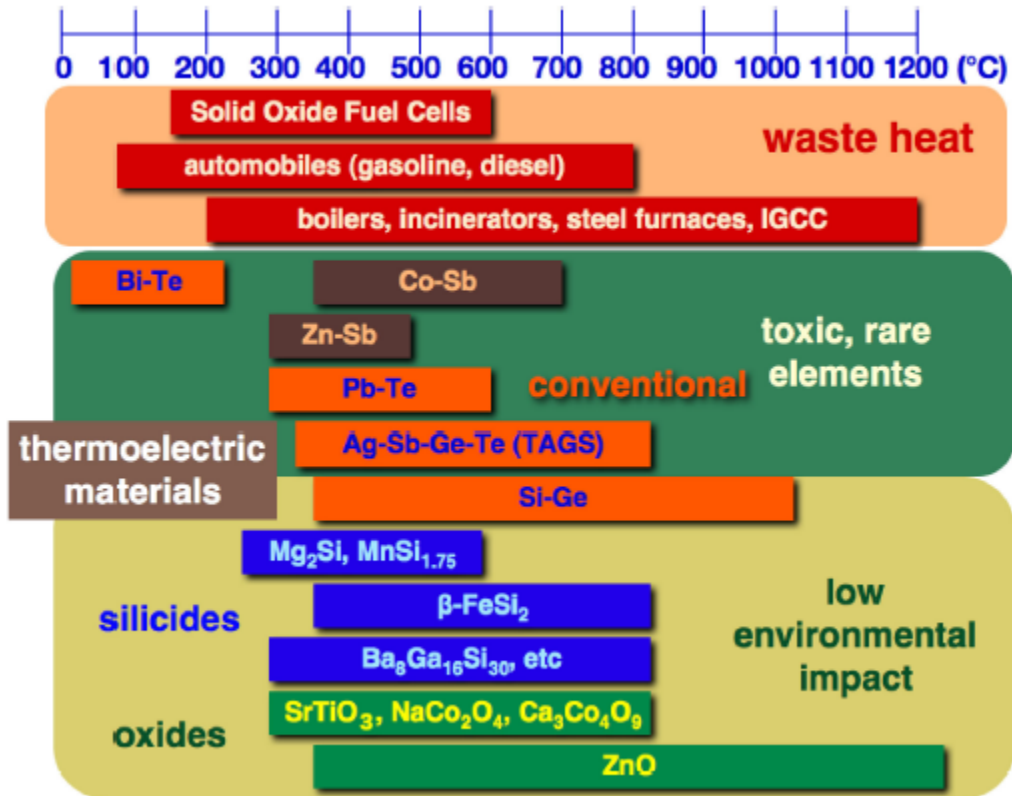 0 100 200 300 400 500 600 700 800 900 1000 1100 1200 (°C)
Solid Oxide Fuel Cells
waste heat
automobiles (gasoline, diesel)
boilers, incinerators, steel furnaces, IGCC
Bi-Te
Co-Sb
Zn-Sb
toxic, rare
elements
Pb-Te
conventional
Ag-Sb-Ge-Te (TAGS)
thermoelectric
materials
Si-Ge
Mg₂Si, MnSi₁.₇₅
silicides
β-FeSi₂
low
environmental
impact
Ba₈Ga₁₆Si₃₀, etc
oxides
SrTiO₃, NaCo₂O₄, Ca₃Co₄O₉
ZnO